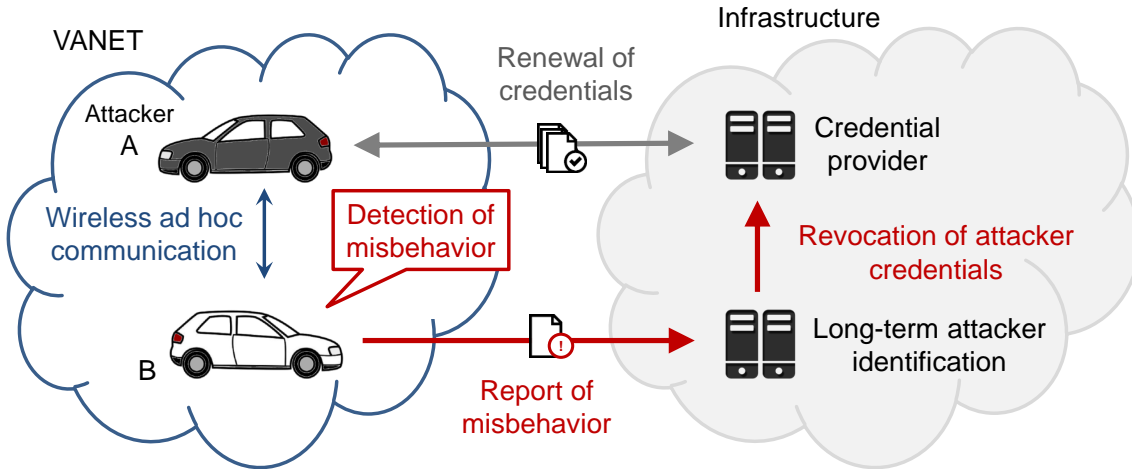 VANET
Infrastructure
Renewal of
credentials
Attacker
A
Credential
provider
Wireless ad hoc
communication
Detection of
misbehavior
Revocation of attacker
credentials
B
!
Long-term attacker
identification
Report of
misbehavior